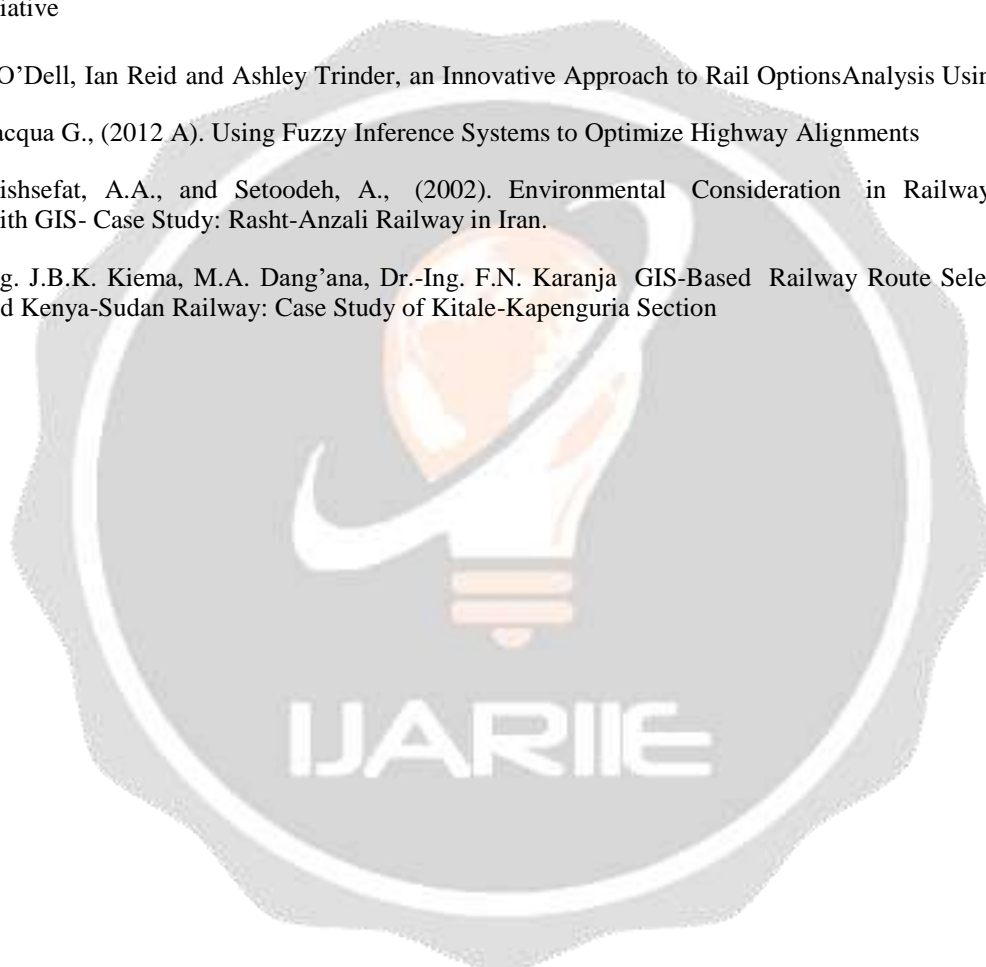 iative
O’Dell, Ian Reid and Ashley Trinder, an Innovative Approach to Rail OptionsAnalysis Usin
acqua G., (2012 A). Using Fuzzy Inference Systems to Optimize Highway Alignments
ishsefat, A.A., and Setoodeh, A., (2002). Environmental Consideration in Railway
ith GIS- Case Study: Rasht-Anzali Railway in Iran.
g. J.B.K. Kiema, M.A. Dang’ana, Dr.-Ing. F.N. Karanja GIS-Based Railway Route Sele
d Kenya-Sudan Railway: Case Study of Kitale-Kapenguria Section
IJARIIE